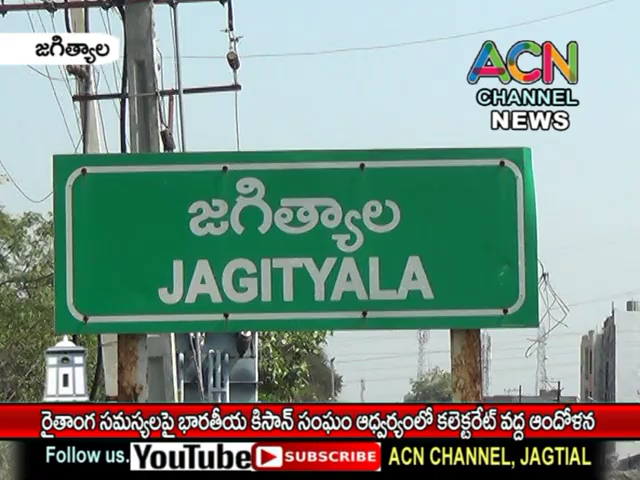 జగిత్యాల
ACN
CHANNEL
NEWS
జగిత్యాల
JAGITYALA
రైతాంగ సమస్యలపై భారతీయ కిసాన్ సంఘం ఆధ్వర్యంలో కలెక్టరేట్ వద్ద ఆందోళన
Follow us. YouTube SUBSCRIBE ACN CHANNEL, JAGTIAL